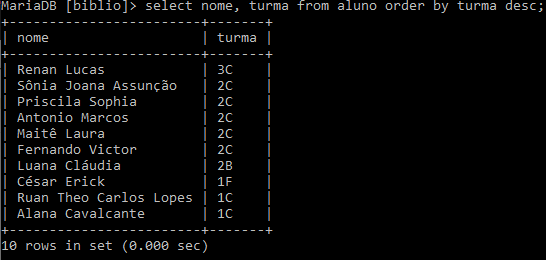 MariaDB [biblio]> select nome, turma from aluno order by turma desc;
+------------------------+-------+
| nome                   | turma |
+------------------------+-------+
| Renan Lucas            | 3C    |
| Sônia Joana Assunção   | 2C    |
| Priscila Sophia        | 2C    |
| Antonio Marcos         | 2C    |
| Maitê Laura            | 2C    |
| Fernando Victor        | 2C    |
| Luana Cláudia          | 2B    |
| César Erick            | 1F    |
| Ruan Theo Carlos Lopes | 1C    |
| Alana Cavalcante       | 1C    |
+------------------------+-------+
10 rows in set (0.000 sec)